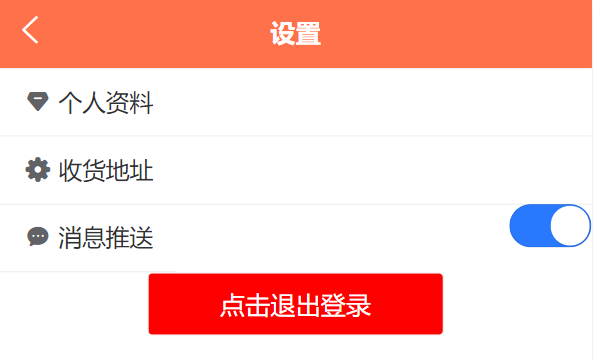 设置
个人资料
收货地址
消息推送
点击退出登录